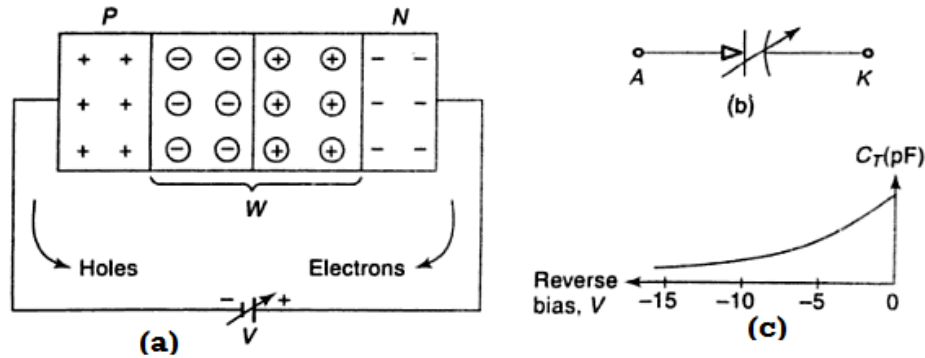 P N
+ + ⊖ ⊖ ⊕ ⊕ − −
+ + ⊖ ⊖ ⊕ ⊕ − −
+ + ⊖ ⊖ ⊕ ⊕ − −
W
Holes Electrons
− +
V
(a)
A K
(b)
C_T(pF)
Reverse
bias, V
−15 −10 −5 0
(c)